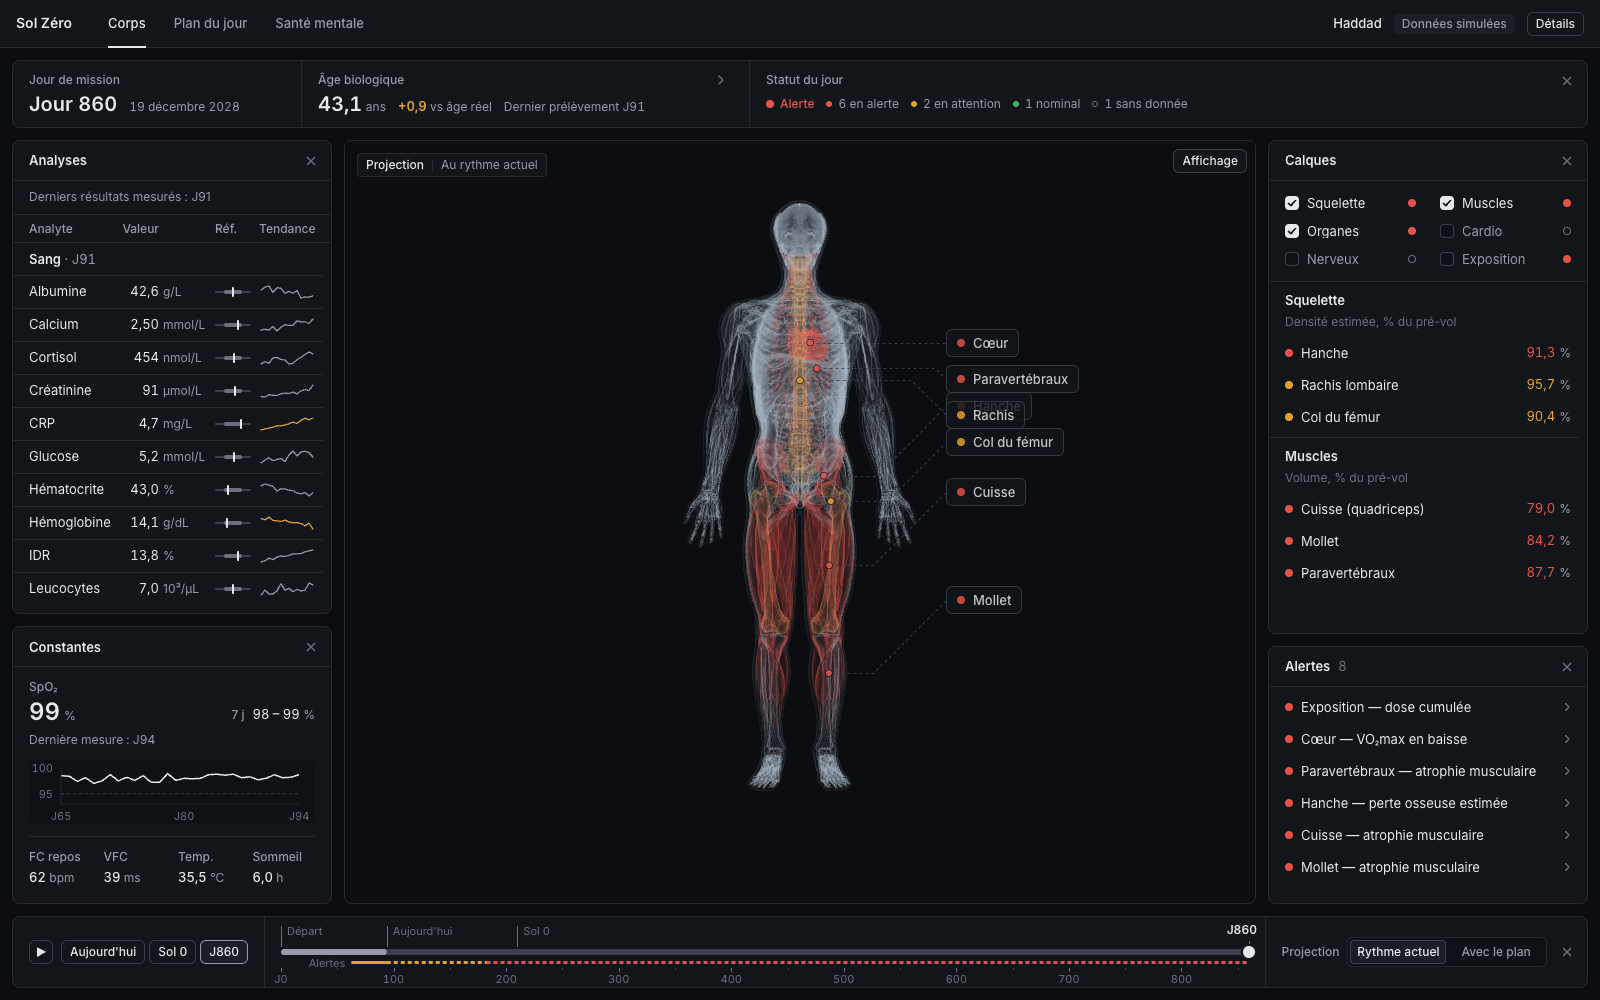 Sol Zéro
Corps
Plan du jour
Santé mentale
Haddad
Données simulées
Détails
Jour de mission
Jour 860 19 décembre 2028
Âge biologique
43,1 ans +0,9 vs âge réel Dernier prélèvement J91
Statut du jour
Alerte 6 en alerte 2 en attention 1 nominal 1 sans donnée
Analyses
Derniers résultats mesurés : J91
Analyte Valeur Réf. Tendance
Sang · J91
Albumine 42,6 g/L
Calcium 2,50 mmol/L
Cortisol 454 nmol/L
Créatinine 91 µmol/L
CRP 4,7 mg/L
Glucose 5,2 mmol/L
Hématocrite 43,0 %
Hémoglobine 14,1 g/dL
IDR 13,8 %
Leucocytes 7,0 10³/µL
Constantes
SpO₂
99 % 7 j 98 – 99 %
Dernière mesure : J94
100
95
J65 J80 J94
FC repos VFC Temp. Sommeil
62 bpm 39 ms 35,5 °C 6,0 h
Projection Au rythme actuel
Affichage
Cœur
Paravertébraux
Hanche
Rachis
Col du fémur
Cuisse
Mollet
Calques
Squelette Muscles
Organes Cardio
Nerveux Exposition
Squelette
Densité estimée, % du pré-vol
Hanche 91,3 %
Rachis lombaire 95,7 %
Col du fémur 90,4 %
Muscles
Volume, % du pré-vol
Cuisse (quadriceps) 79,0 %
Mollet 84,2 %
Paravertébraux 87,7 %
Alertes 8
Exposition — dose cumulée
Cœur — VO₂max en baisse
Paravertébraux — atrophie musculaire
Hanche — perte osseuse estimée
Cuisse — atrophie musculaire
Mollet — atrophie musculaire
Aujourd'hui Sol 0 J860
Départ Aujourd'hui Sol 0 J860
Alertes
J0 100 200 300 400 500 600 700 800
Projection Rythme actuel Avec le plan